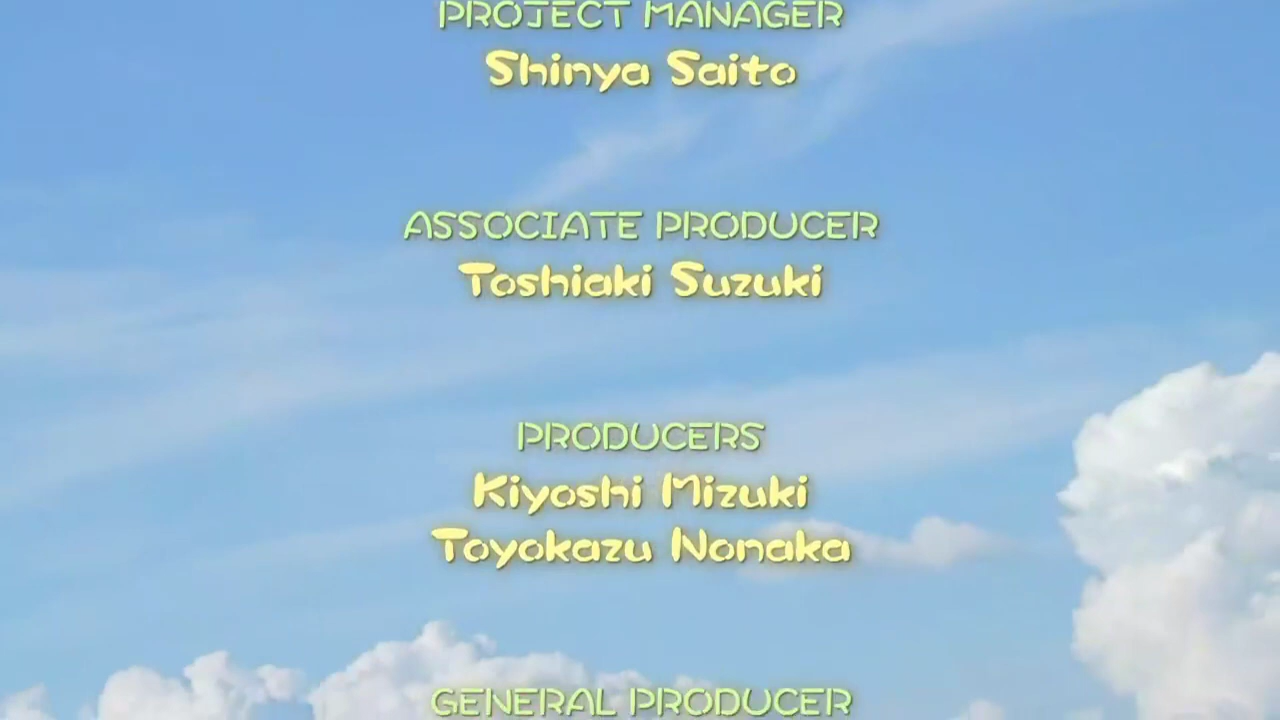 PROJECT MANAGER
Shinya Saito
ASSOCIATE PRODUCER
Toshiaki Suzuki
PRODUCERS
Kiyoshi Mizuki
Toyokazu Nonaka
GENERAL PRODUCER